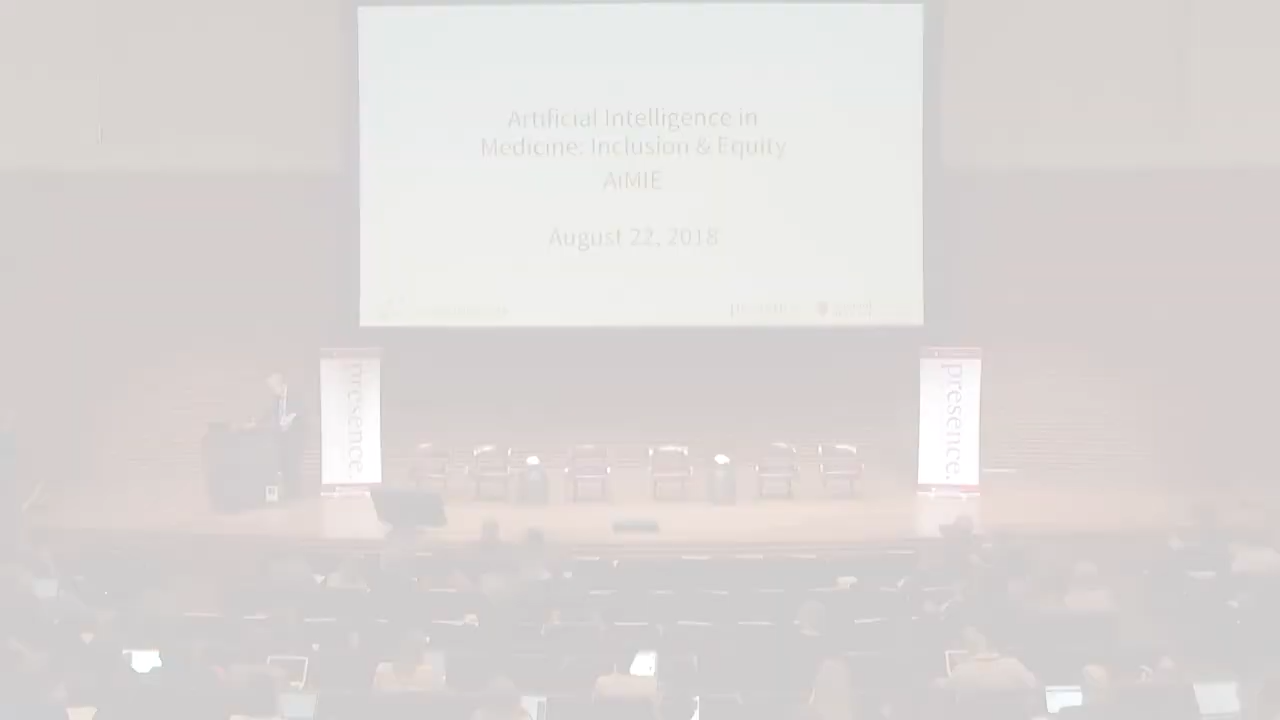 Artificial Intelligence in
Medicine: Inclusion & Equity
AiMIE
August 22, 2018
presence.
presence.